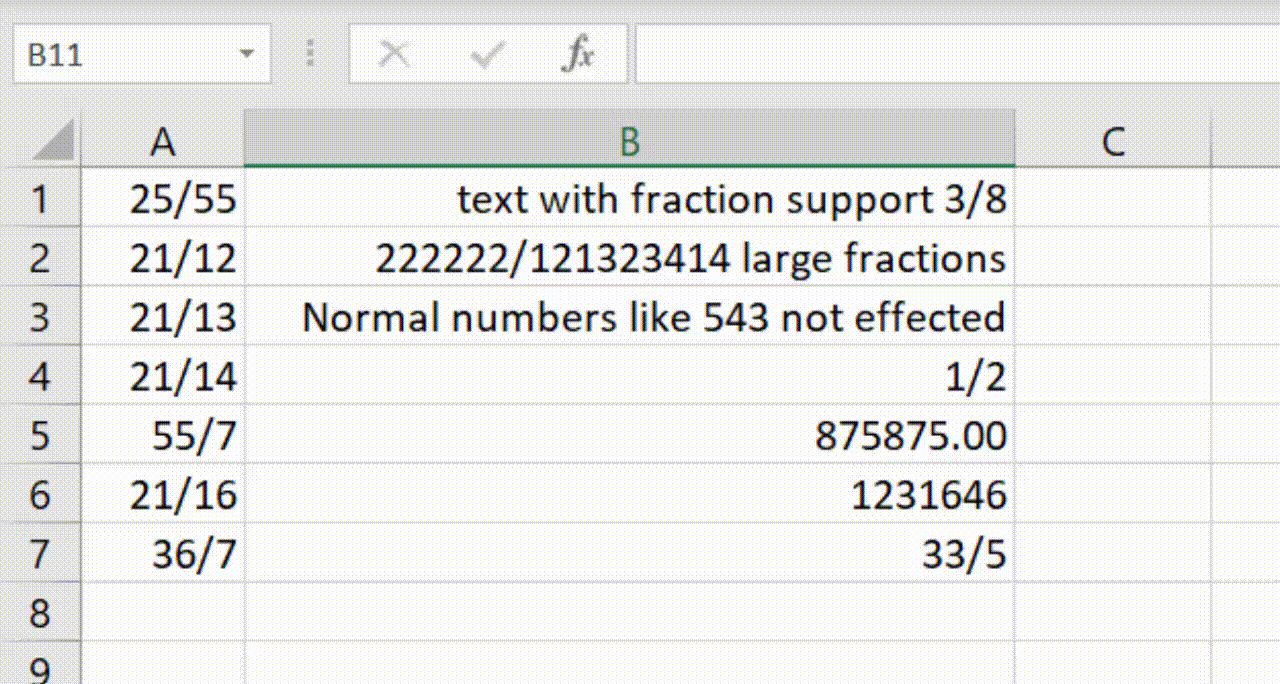 B11 fx
A B C
1 25/55 text with fraction support 3/8
2 21/12 222222/121323414 large fractions
3 21/13 Normal numbers like 543 not effected
4 21/14 1/2
5 55/7 875875.00
6 21/16 1231646
7 36/7 33/5
8
9